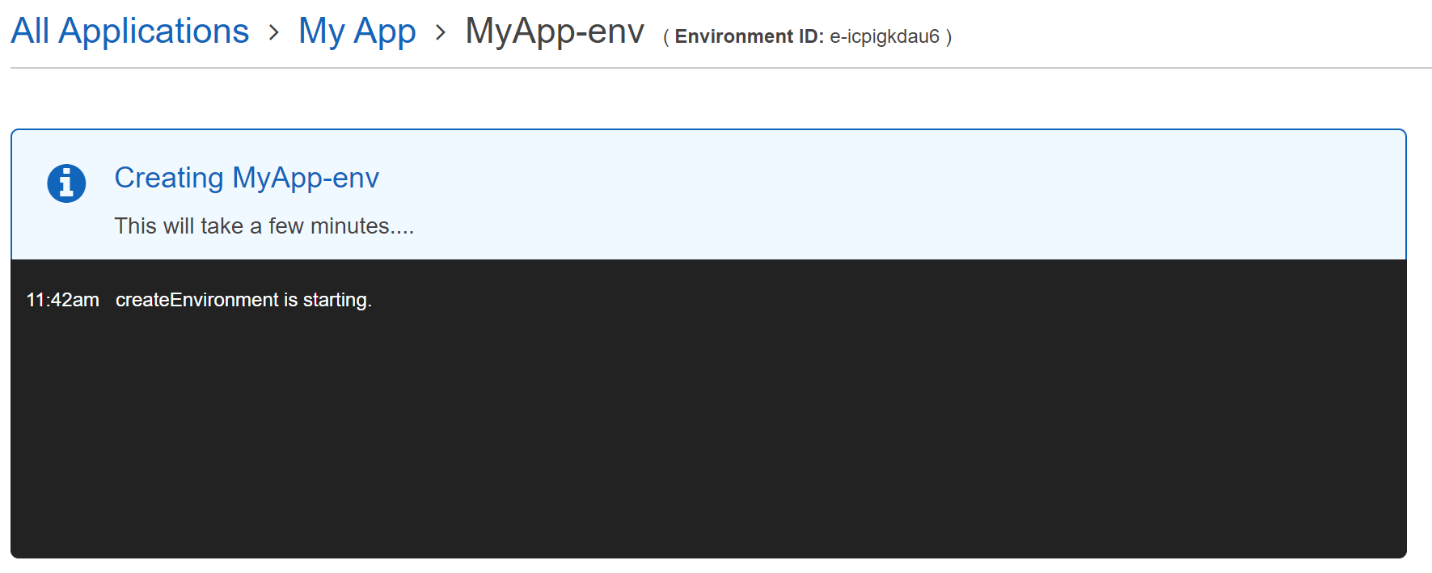 All Applications > My App > MyApp-env ( Environment ID: e-icpigkdau6 )
Creating MyApp-env
This will take a few minutes....
11:42am createEnvironment is starting.